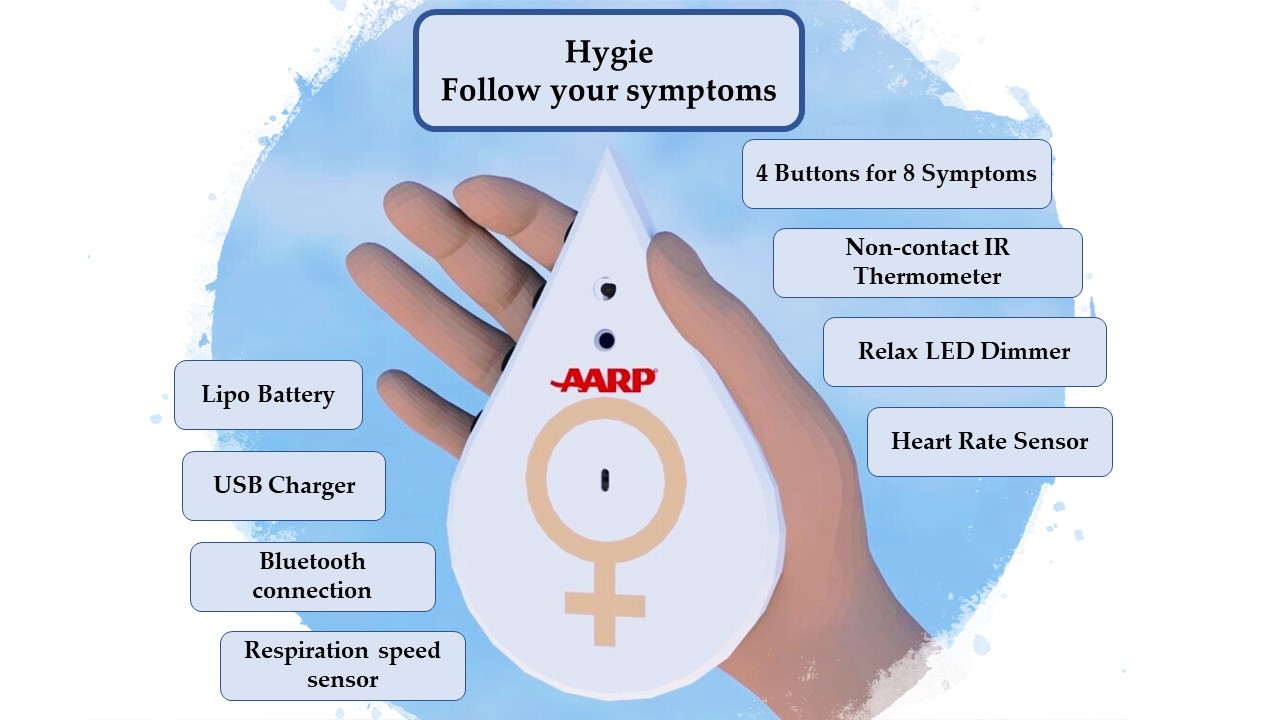 Hygie
Follow your symptoms
4 Buttons for 8 Symptoms
Non-contact IR
Thermometer
Relax LED Dimmer
Heart Rate Sensor
Lipo Battery
USB Charger
Bluetooth
connection
Respiration speed
sensor
AARP